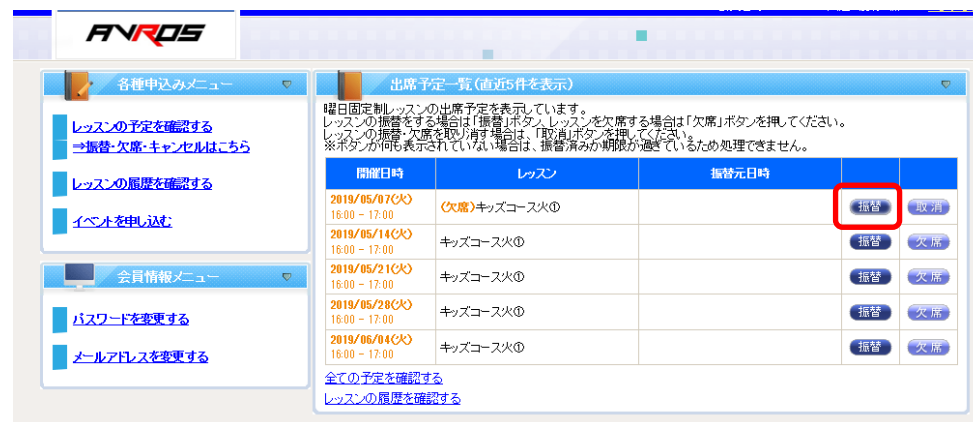 AVROS
各種申込みメニュー
レッスンの予定を確認する
⇒振替・欠席・キャンセルはこちら
レッスンの履歴を確認する
イベントを申し込む
会員情報メニュー
パスワードを変更する
メールアドレスを変更する
出席予定一覧(直近5件を表示)
曜日固定制レッスンの出席予定を表示しています。
レッスンの振替をする場合は「振替」ボタン、レッスンを欠席する場合は「欠席」ボタンを押してください。
レッスンの振替・欠席を取り消す場合は、「取消」ボタンを押してください。
※ボタンが何も表示されていない場合は、振替済みか期限が過ぎているため処理できません。
開催日時 レッスン 振替元日時
2019/05/07(火)
16:00 - 17:00
(欠席)キッズコース火① 振替 取消
2019/05/14(火)
16:00 - 17:00
キッズコース火① 振替 欠席
2019/05/21(火)
16:00 - 17:00
キッズコース火① 振替 欠席
2019/05/28(火)
16:00 - 17:00
キッズコース火① 振替 欠席
2019/06/04(火)
16:00 - 17:00
キッズコース火① 振替 欠席
全ての予定を確認する
レッスンの履歴を確認する